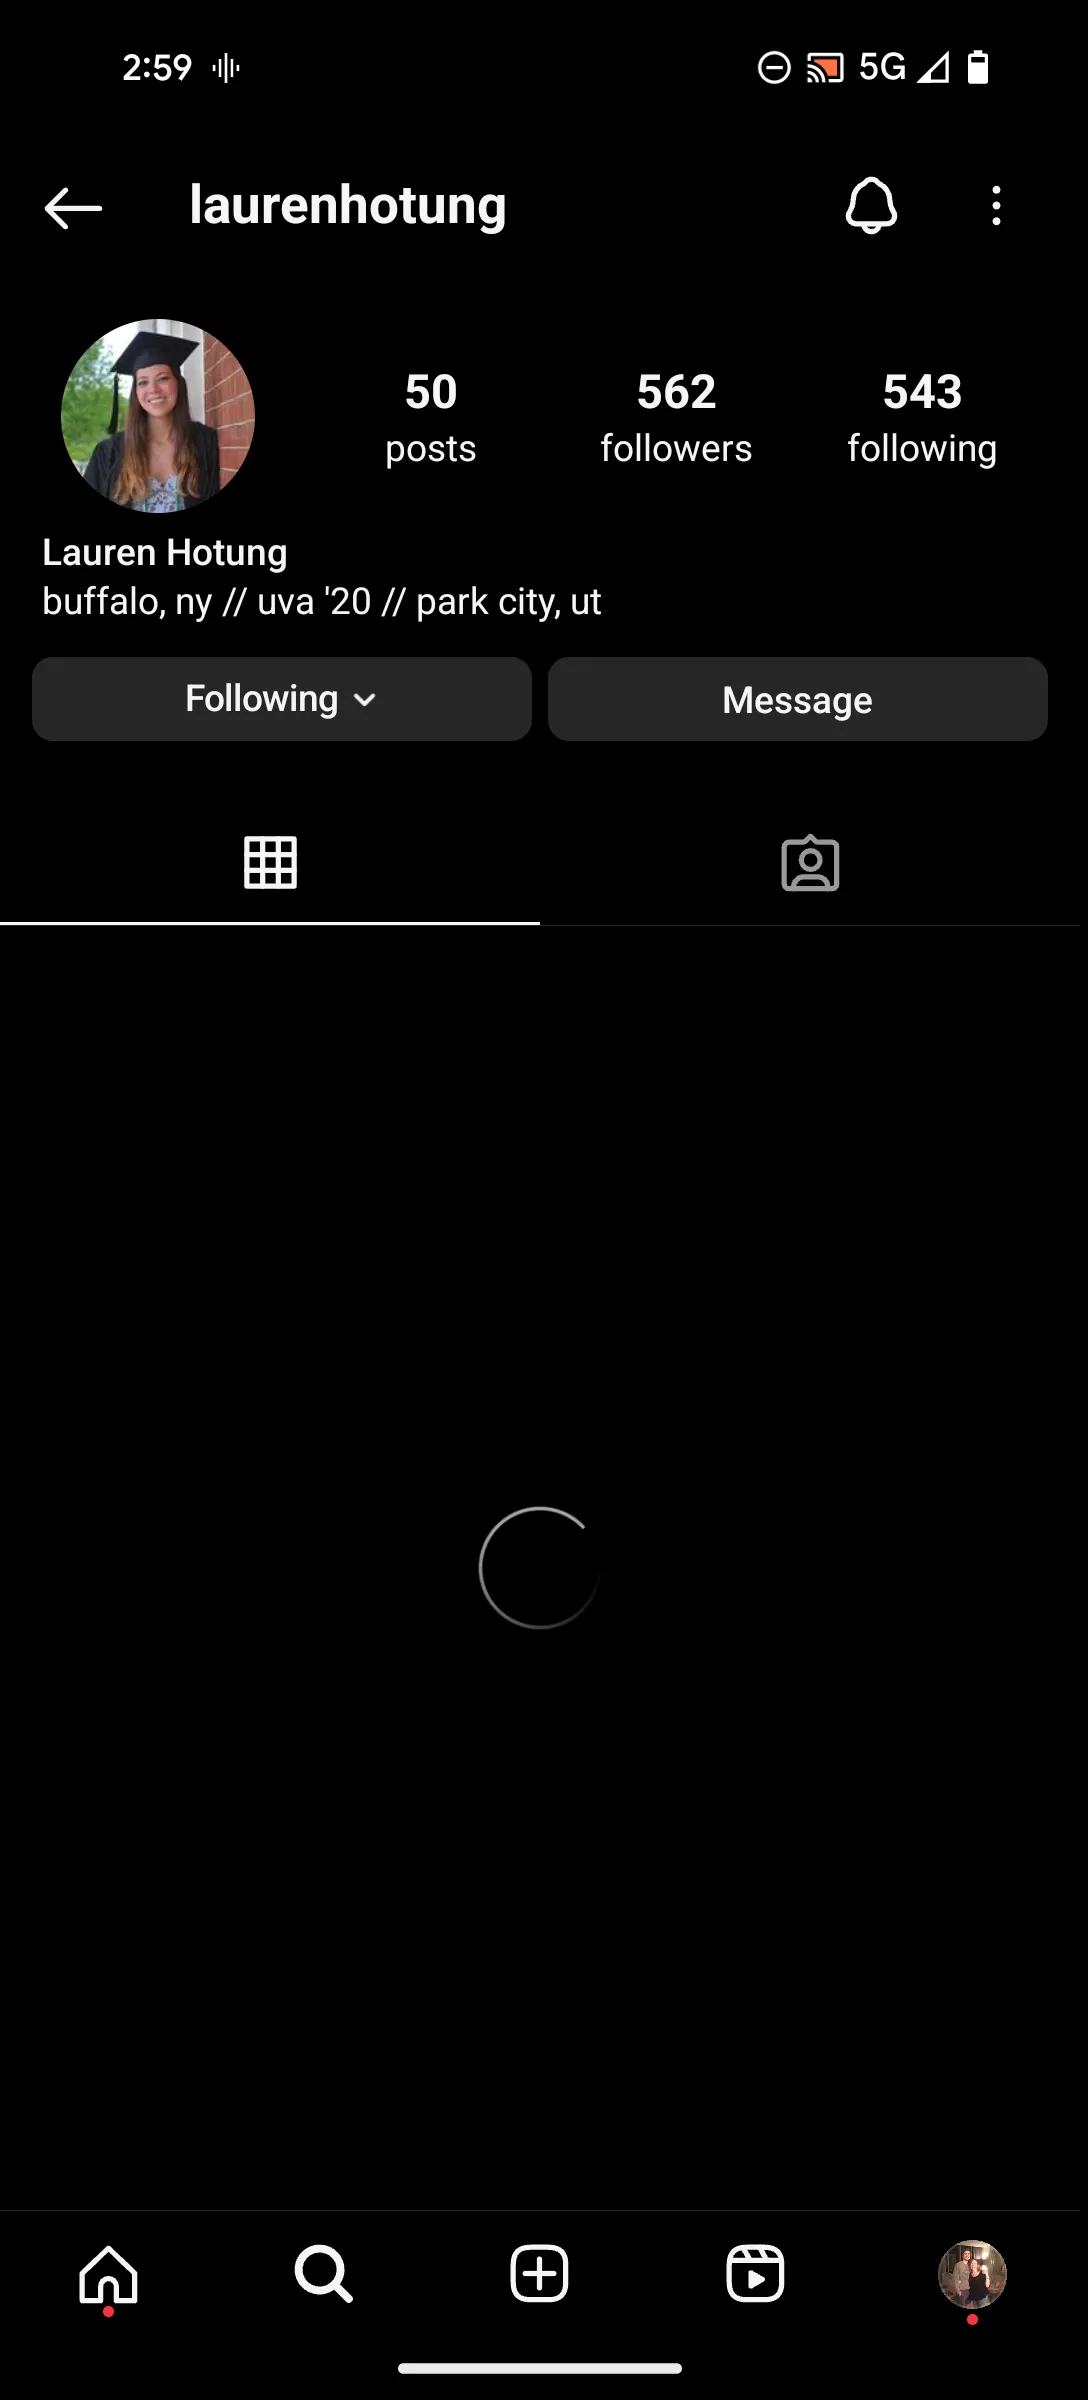 2:59 5G
laurenhotung
50 562 543
posts followers following
Lauren Hotung
buffalo, ny // uva '20 // park city, ut
Following Message